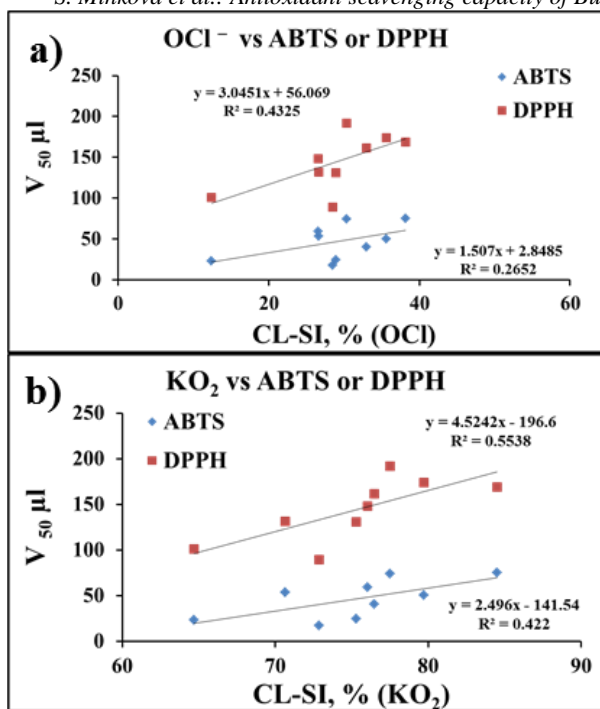 S. Minkova et al.: Antioxidant scavenging capacity of Bu
a)
OCl ⁻ vs ABTS or DPPH
ABTS
DPPH
y = 3.0451x + 56.069
R² = 0.4325
y = 1.507x + 2.8485
R² = 0.2652
V ₅₀ µl
250
200
150
100
50
0
0 20 40 60
CL-SI, % (OCl)
b)
KO₂ vs ABTS or DPPH
ABTS
DPPH
y = 4.5242x - 196.6
R² = 0.5538
y = 2.496x - 141.54
R² = 0.422
V ₅₀ µl
250
200
150
100
50
0
60 70 80 90
CL-SI, % (KO₂)